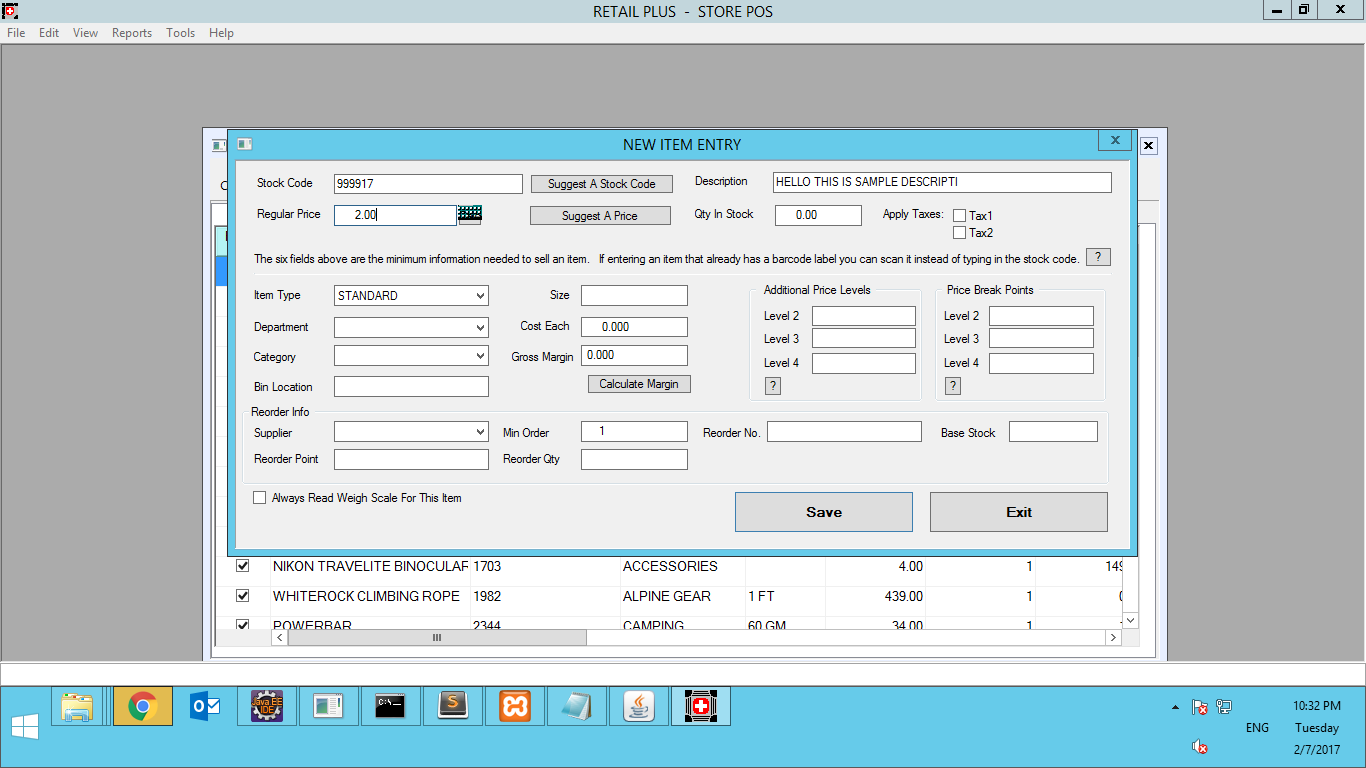 RETAIL PLUS - STORE POS
File Edit View Reports Tools Help
NEW ITEM ENTRY
Stock Code 999917 Suggest A Stock Code Description HELLO THIS IS SAMPLE DESCRIPTI
Regular Price 2.00 Suggest A Price Qty In Stock 0.00 Apply Taxes: Tax1
Tax2
The six fields above are the minimum information needed to sell an item. If entering an item that already has a barcode label you can scan it instead of typing in the stock code. ?
Item Type STANDARD Size Additional Price Levels Price Break Points
Level 2 Level 2
Department Cost Each 0.000
Level 3 Level 3
Category Gross Margin 0.000
Level 4 Level 4
Bin Location Calculate Margin ? ?
Reorder Info
Supplier Min Order 1 Reorder No. Base Stock
Reorder Point Reorder Qty
Always Read Weigh Scale For This Item
Save Exit
NIKON TRAVELITE BINOCULAR 1703 ACCESSORIES 4.00 1 149
WHITEROCK CLIMBING ROPE 1982 ALPINE GEAR 1 FT 439.00 1
POWERBAR 2344 CAMPING 60 GM 34.00 1
Java EE
IDE
C:\
10:32 PM
ENG Tuesday
2/7/2017